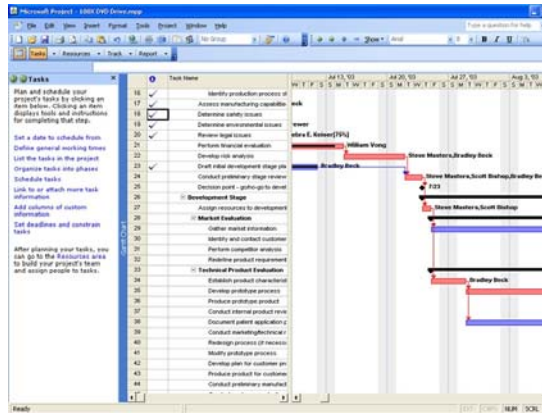 Microsoft Project - 100X DVD Drive.mpp
File Edit View Insert Format Tools Project Window Help
Type a question for help
No Group
Show
Arial
8
B I U
Tasks Resources Track Report
Tasks
Plan and schedule your
project's tasks by clicking an
item below. Clicking an item
displays tools and instructions
for completing that step.
Set a date to schedule from
Define general working times
List the tasks in the project
Organize tasks into phases
Schedule tasks
Link to or attach more task
information
Add columns of custom
information
Set deadlines and constrain
tasks
After planning your tasks, you
can go to the Resources area
to build your project's team
and assign people to tasks.
Gantt Chart
Task Name
Jul 13, '03 Jul 20, '03 Jul 27, '03 Aug 3, '03
W T F S S M T W T F S S M T W T F S S M T W T F S S M T
16 Identify production process st
17 Assess manufacturing capabilitie
18 Determine safety issues
19 Determine environmental issues
20 Review legal issues
ebra E. Keiser[75%]
21 Perform financial evaluation
William Vong
22 Develop risk analysis
Steve Masters,Bradley Beck
23 Draft initial development stage pla
Bradley Beck
24 Conduct preliminary stage review
Steve Masters,Scott Bishop,Bradley Be
25 Decision point - go/no-go to devel
7/23
26 Development Stage
27 Assign resources to development
Steve Masters,Scott Bishop
28 Market Evaluation
29 Gather market information
30 Identify and contact customer
31 Perform competitor analysis
32 Redefine product requirement
33 Technical Product Evaluation
34 Establish product characterist
Bradley Beck
35 Develop prototype process
36 Produce prototype product
37 Conduct internal product revie
38 Document patent application p
39 Conduct marketing/technical r
40 Redesign process (if necessa
41 Modify prototype process
42 Develop plan for customer pro
43 Produce product for customer
44 Conduct preliminary manufact
Ready
EXT CAPS NUM SCRL